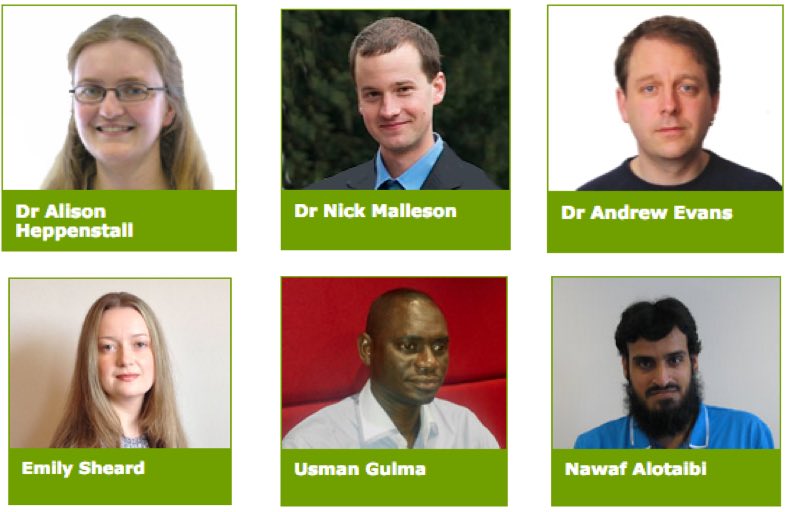 Dr Alison
Heppenstall
Dr Nick Malleson
Dr Andrew Evans
Emily Sheard
Usman Gulma
Nawaf Alotaibi